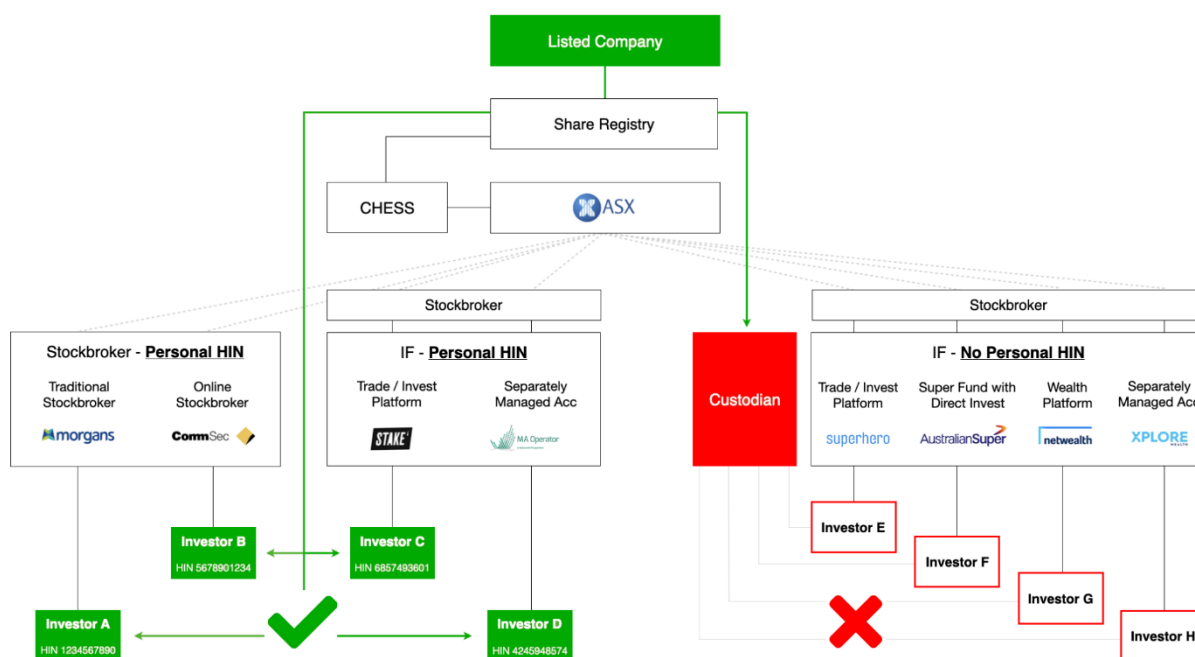 Listed Company
Share Registry
CHESS
ASX
Stockbroker
Stockbroker
Stockbroker - Personal HIN
Traditional
Stockbroker
Online
Stockbroker
morgans
CommSec
IF - Personal HIN
Trade / Invest
Platform
Separately
Managed Acc
STAKE
MA Operator
Custodian
IF - No Personal HIN
Trade / Invest
Platform
Super Fund with
Direct Invest
Wealth
Platform
Separately
Managed Acc
superhero
AustralianSuper
netwealth
XPLORE
WEALTH
Investor B
HIN 5678901234
Investor C
HIN 6857493601
Investor E
Investor F
Investor G
Investor A
HIN 1234567890
Investor D
HIN 4245948574
Investor H